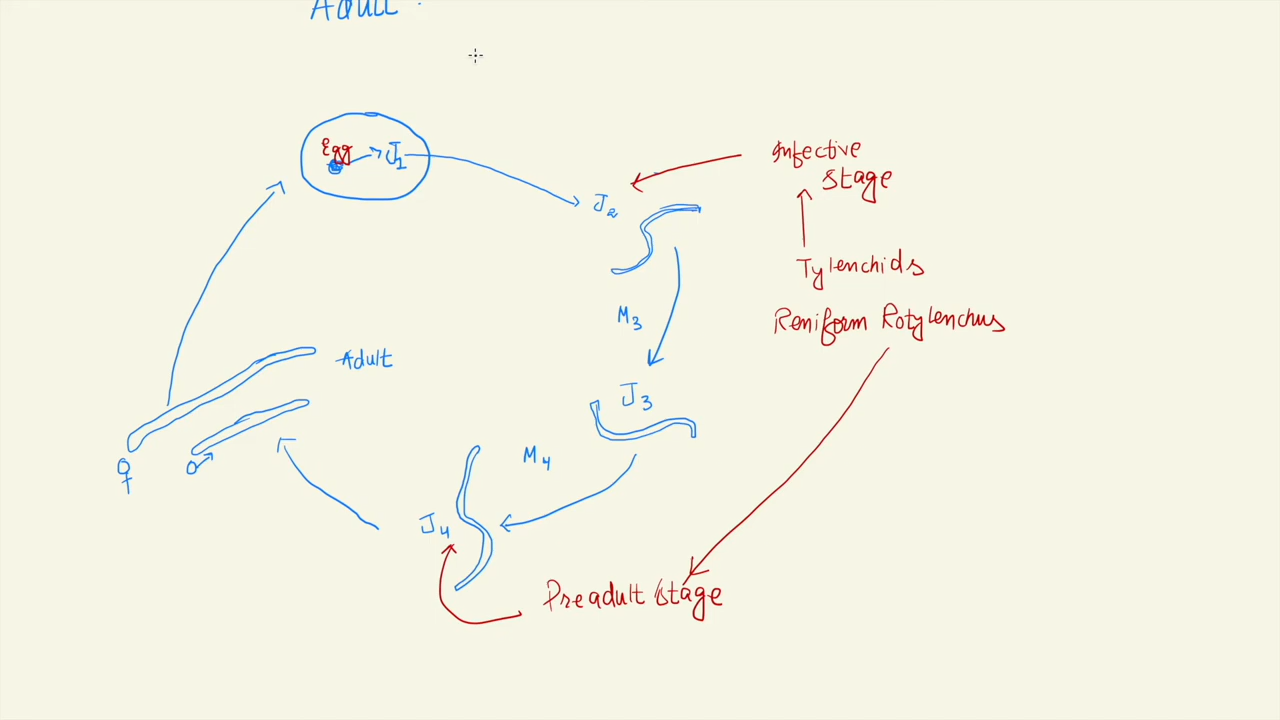 Adult :
Egg
J1
Infective
stage
J2
Tylenchids
M3
Reniform Rotylenchus
Adult
J3
M4
J4
Preadult stage